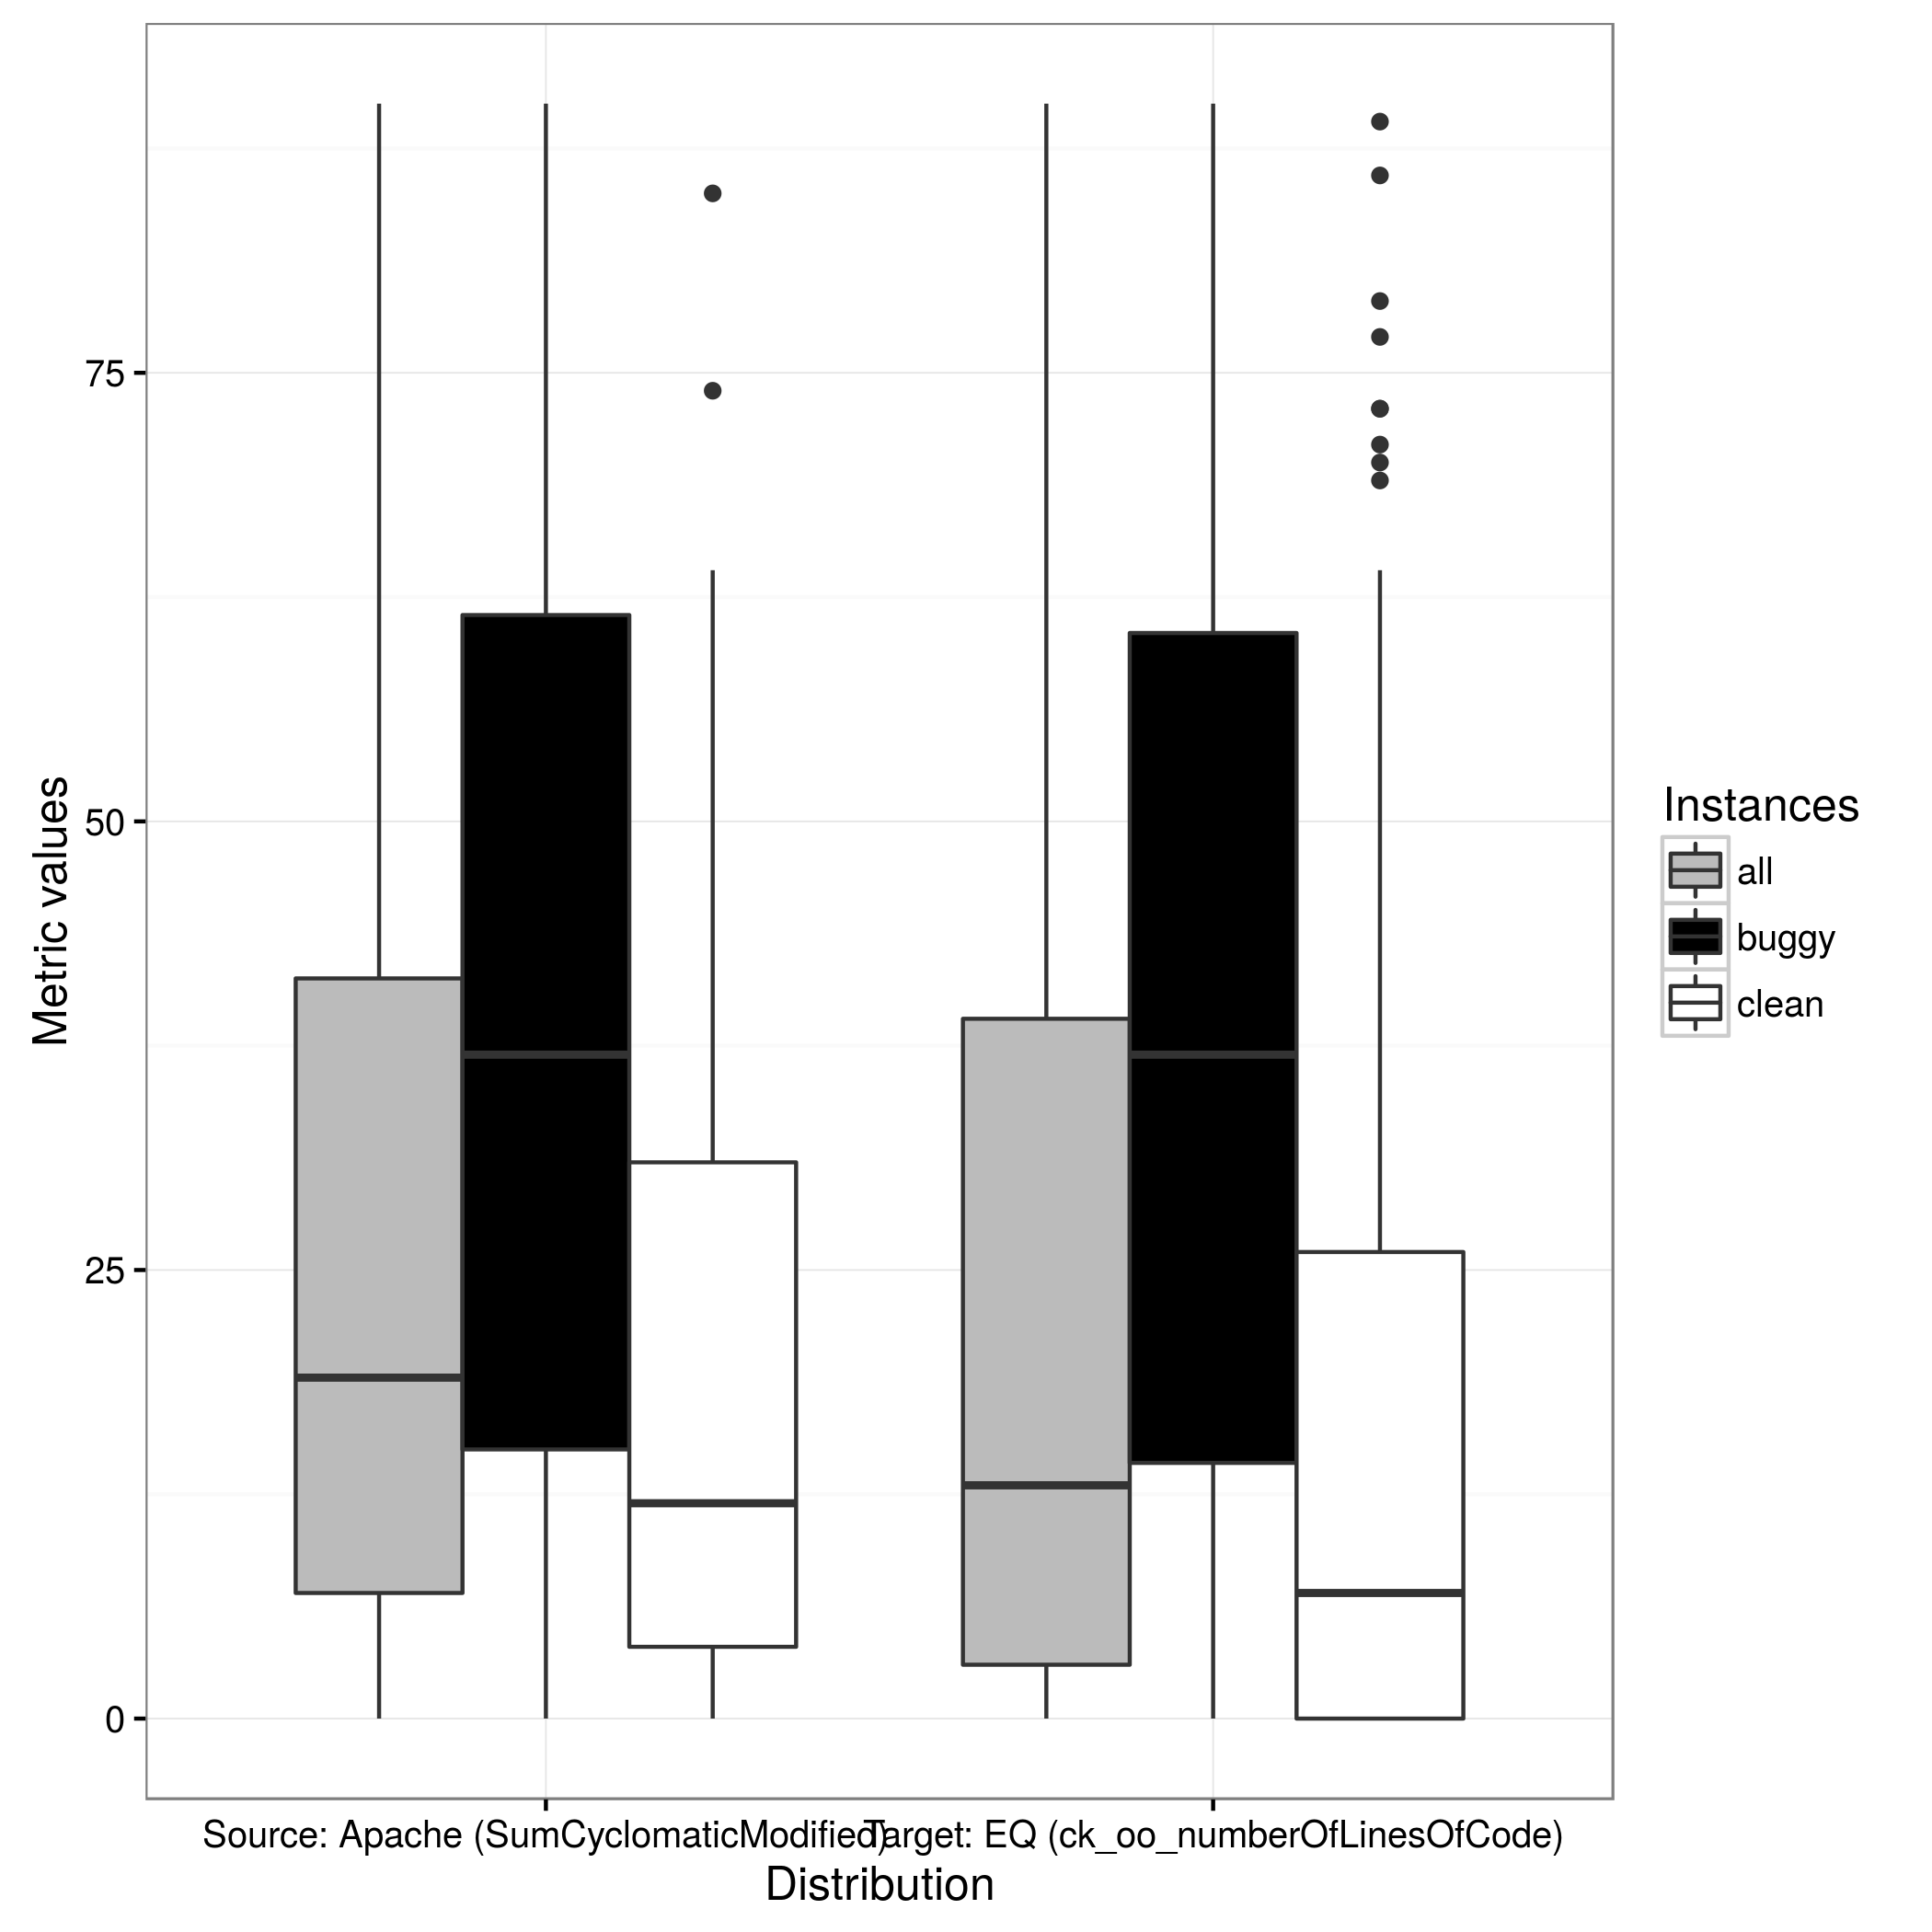 75
50
25
0
Metric values
Source: Apache (SumCyclomaticModified)
Target: EQ (ck_oo_numberOfLinesOfCode)
Distribution
Instances
all
buggy
clean